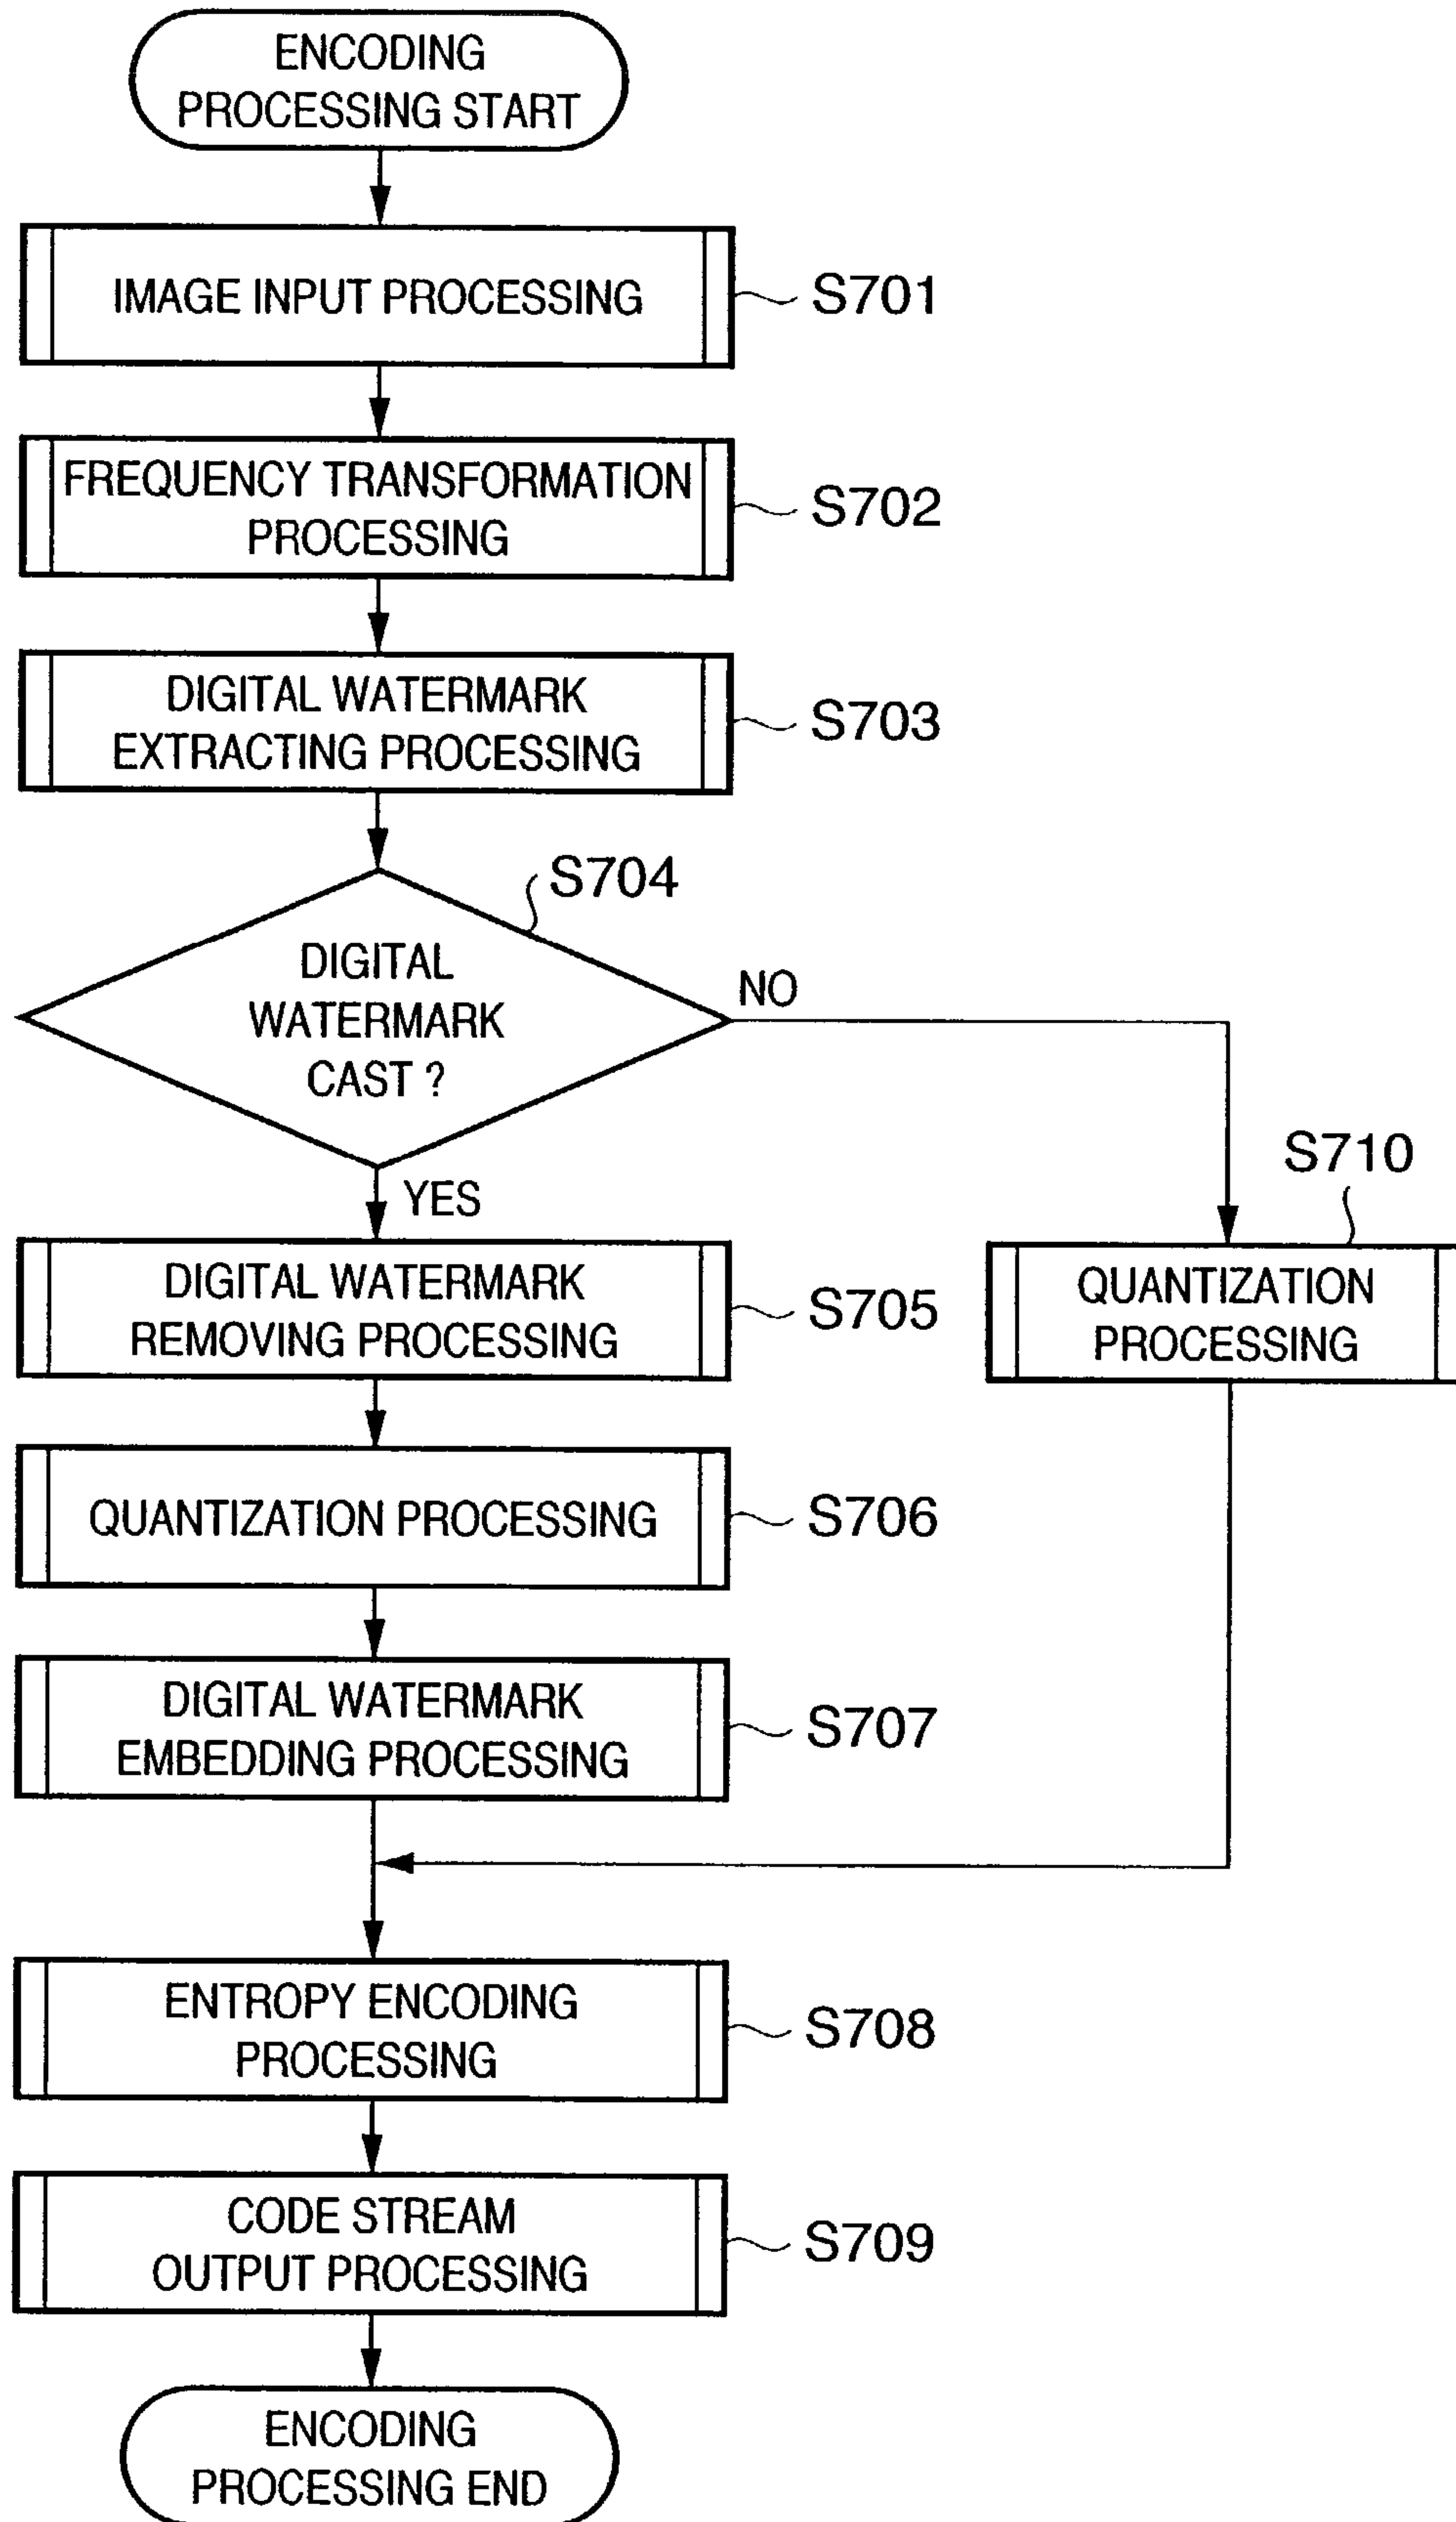 ENCODING
PROCESSING START
IMAGE INPUT PROCESSING
S701
FREQUENCY TRANSFORMATION
PROCESSING
S702
DIGITAL WATERMARK
EXTRACTING PROCESSING
S703
S704
DIGITAL
WATERMARK
CAST ?
NO
YES
S710
DIGITAL WATERMARK
REMOVING PROCESSING
S705
QUANTIZATION
PROCESSING
QUANTIZATION PROCESSING
S706
DIGITAL WATERMARK
EMBEDDING PROCESSING
S707
ENTROPY ENCODING
PROCESSING
S708
CODE STREAM
OUTPUT PROCESSING
S709
ENCODING
PROCESSING END